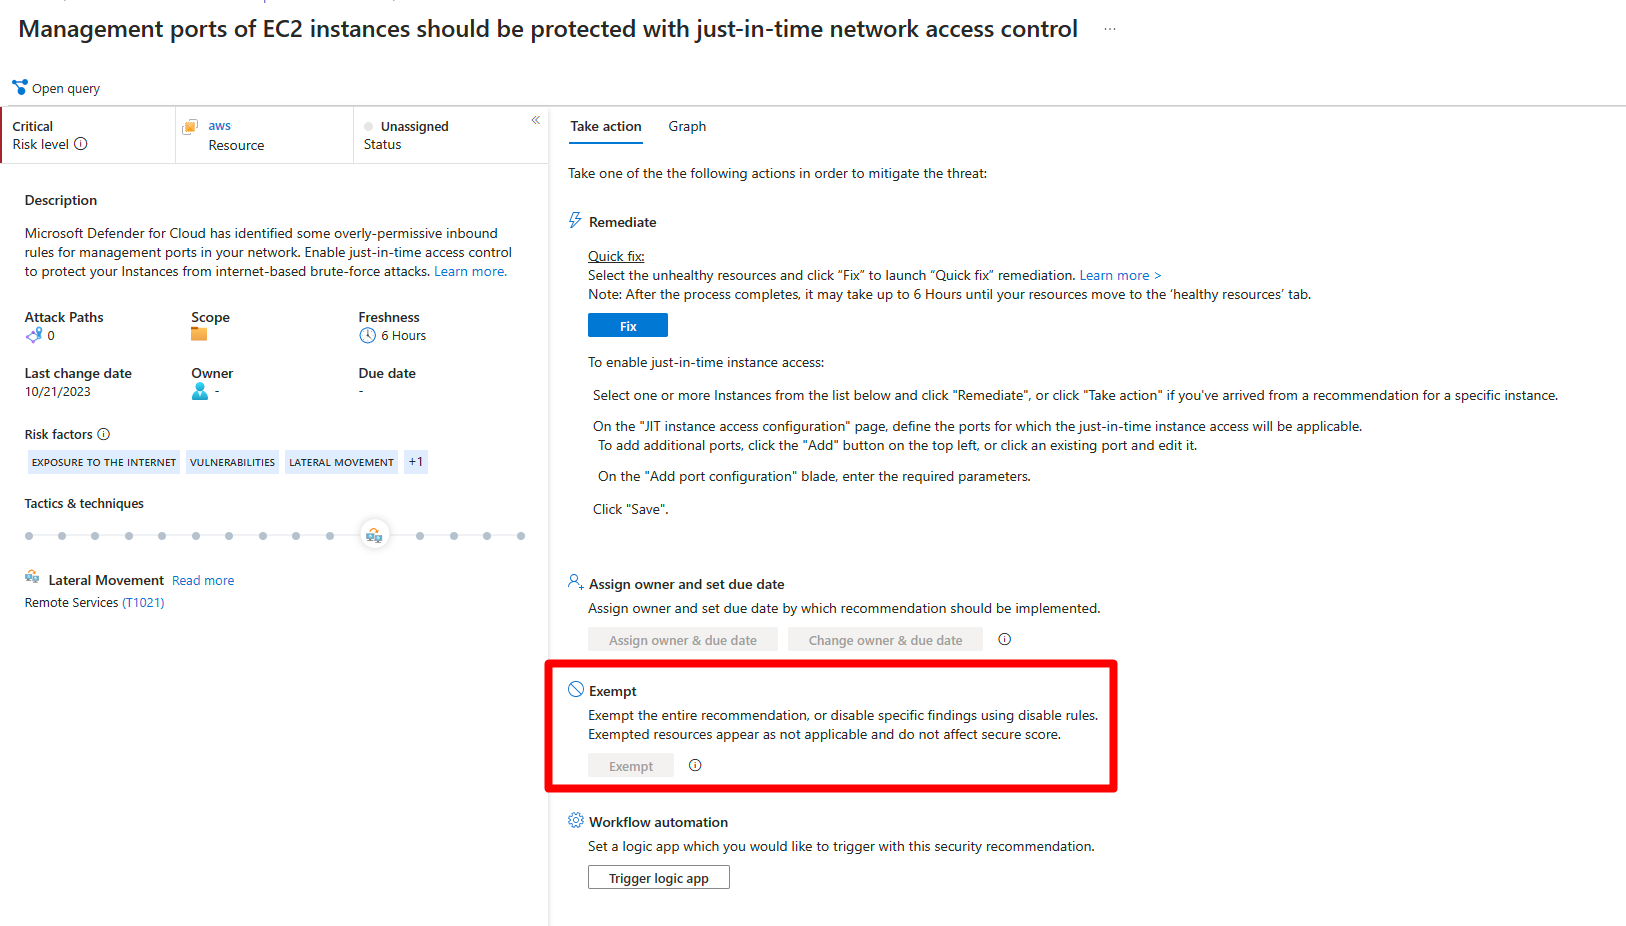 Management ports of EC2 instances should be protected with just-in-time network access control ...
Open query
Critical
Risk level
aws
Resource
Unassigned
Status
«
Description
Microsoft Defender for Cloud has identified some overly-permissive inbound
rules for management ports in your network. Enable just-in-time access control
to protect your Instances from internet-based brute-force attacks. Learn more.
Attack Paths
0
Scope
Freshness
6 Hours
Last change date
10/21/2023
Owner
-
Due date
-
Risk factors
EXPOSURE TO THE INTERNET
VULNERABILITIES
LATERAL MOVEMENT
+1
Tactics & techniques
Lateral Movement Read more
Remote Services (T1021)
Take action
Graph
Take one of the the following actions in order to mitigate the threat:
Remediate
Quick fix:
Select the unhealthy resources and click “Fix” to launch “Quick fix” remediation. Learn more >
Note: After the process completes, it may take up to 6 Hours until your resources move to the ‘healthy resources’ tab.
Fix
To enable just-in-time instance access:
Select one or more Instances from the list below and click "Remediate", or click "Take action" if you've arrived from a recommendation for a specific instance.
On the "JIT instance access configuration" page, define the ports for which the just-in-time instance access will be applicable.
To add additional ports, click the "Add" button on the top left, or click an existing port and edit it.
On the "Add port configuration" blade, enter the required parameters.
Click "Save".
Assign owner and set due date
Assign owner and set due date by which recommendation should be implemented.
Assign owner & due date
Change owner & due date
Exempt
Exempt the entire recommendation, or disable specific findings using disable rules.
Exempted resources appear as not applicable and do not affect secure score.
Exempt
Workflow automation
Set a logic app which you would like to trigger with this security recommendation.
Trigger logic app